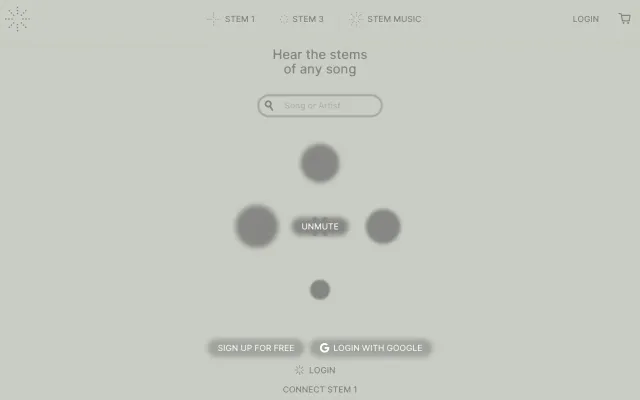 STEM 1
STEM 3
STEM MUSIC
LOGIN
Hear the stems
of any song
Song or Artist
UNMUTE
SIGN UP FOR FREE
LOGIN WITH GOOGLE
LOGIN
CONNECT STEM 1